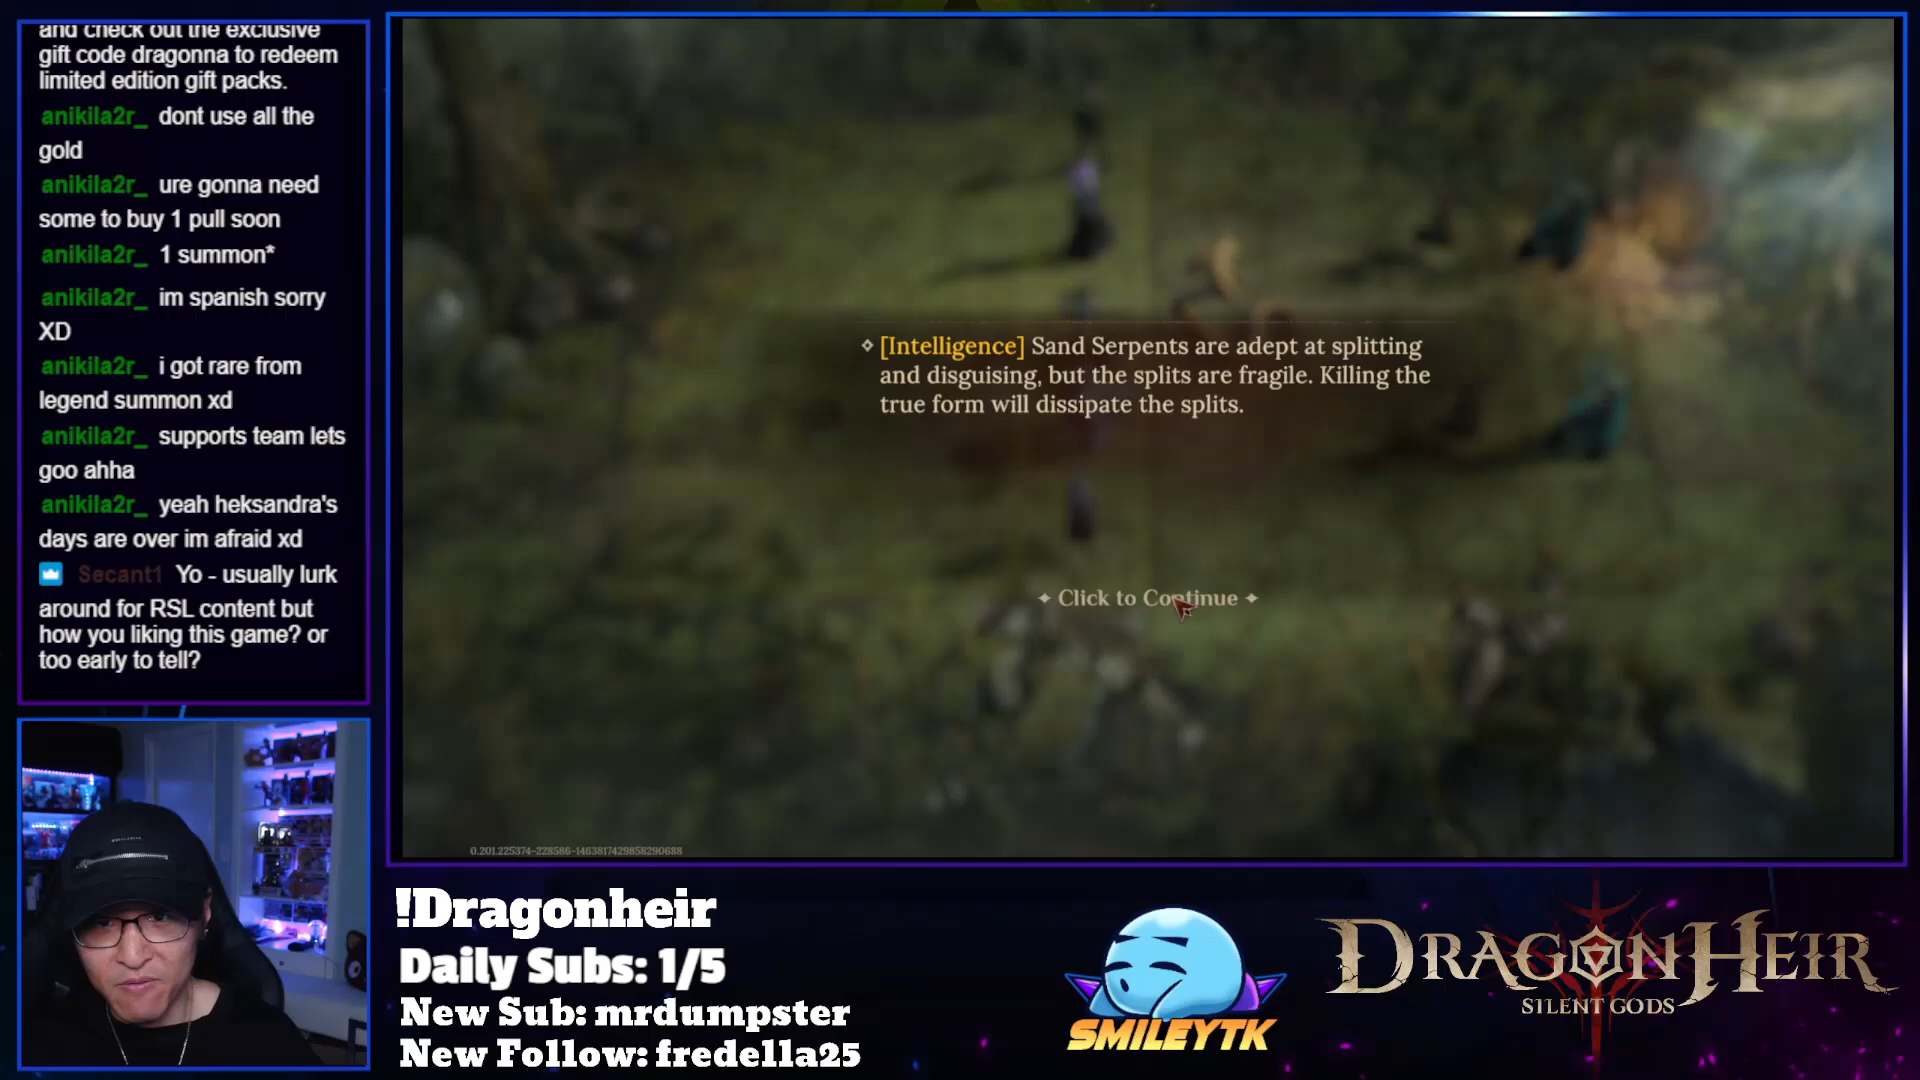 and check out the exclusive
gift code dragonna to redeem
limited edition gift packs.
anikila2r_ dont use all the
gold
anikila2r_ ure gonna need
some to buy 1 pull soon
anikila2r_ 1 summon*
anikila2r_ im spanish sorry
XD
anikila2r_ i got rare from
legend summon xd
anikila2r_ supports team lets
goo ahha
anikila2r_ yeah heksandra's
days are over im afraid xd
Secant1 Yo - usually lurk
around for RSL content but
how you liking this game? or
too early to tell?
[Intelligence] Sand Serpents are adept at splitting
and disguising, but the splits are fragile. Killing the
true form will dissipate the splits.
Click to Continue
0.201.225374-228586-1463817429858290688
!Dragonheir
Daily Subs: 1/5
New Sub: mrdumpster
New Follow: fredella25
SMILEYTK
DRAGONHEIR
SILENT GODS